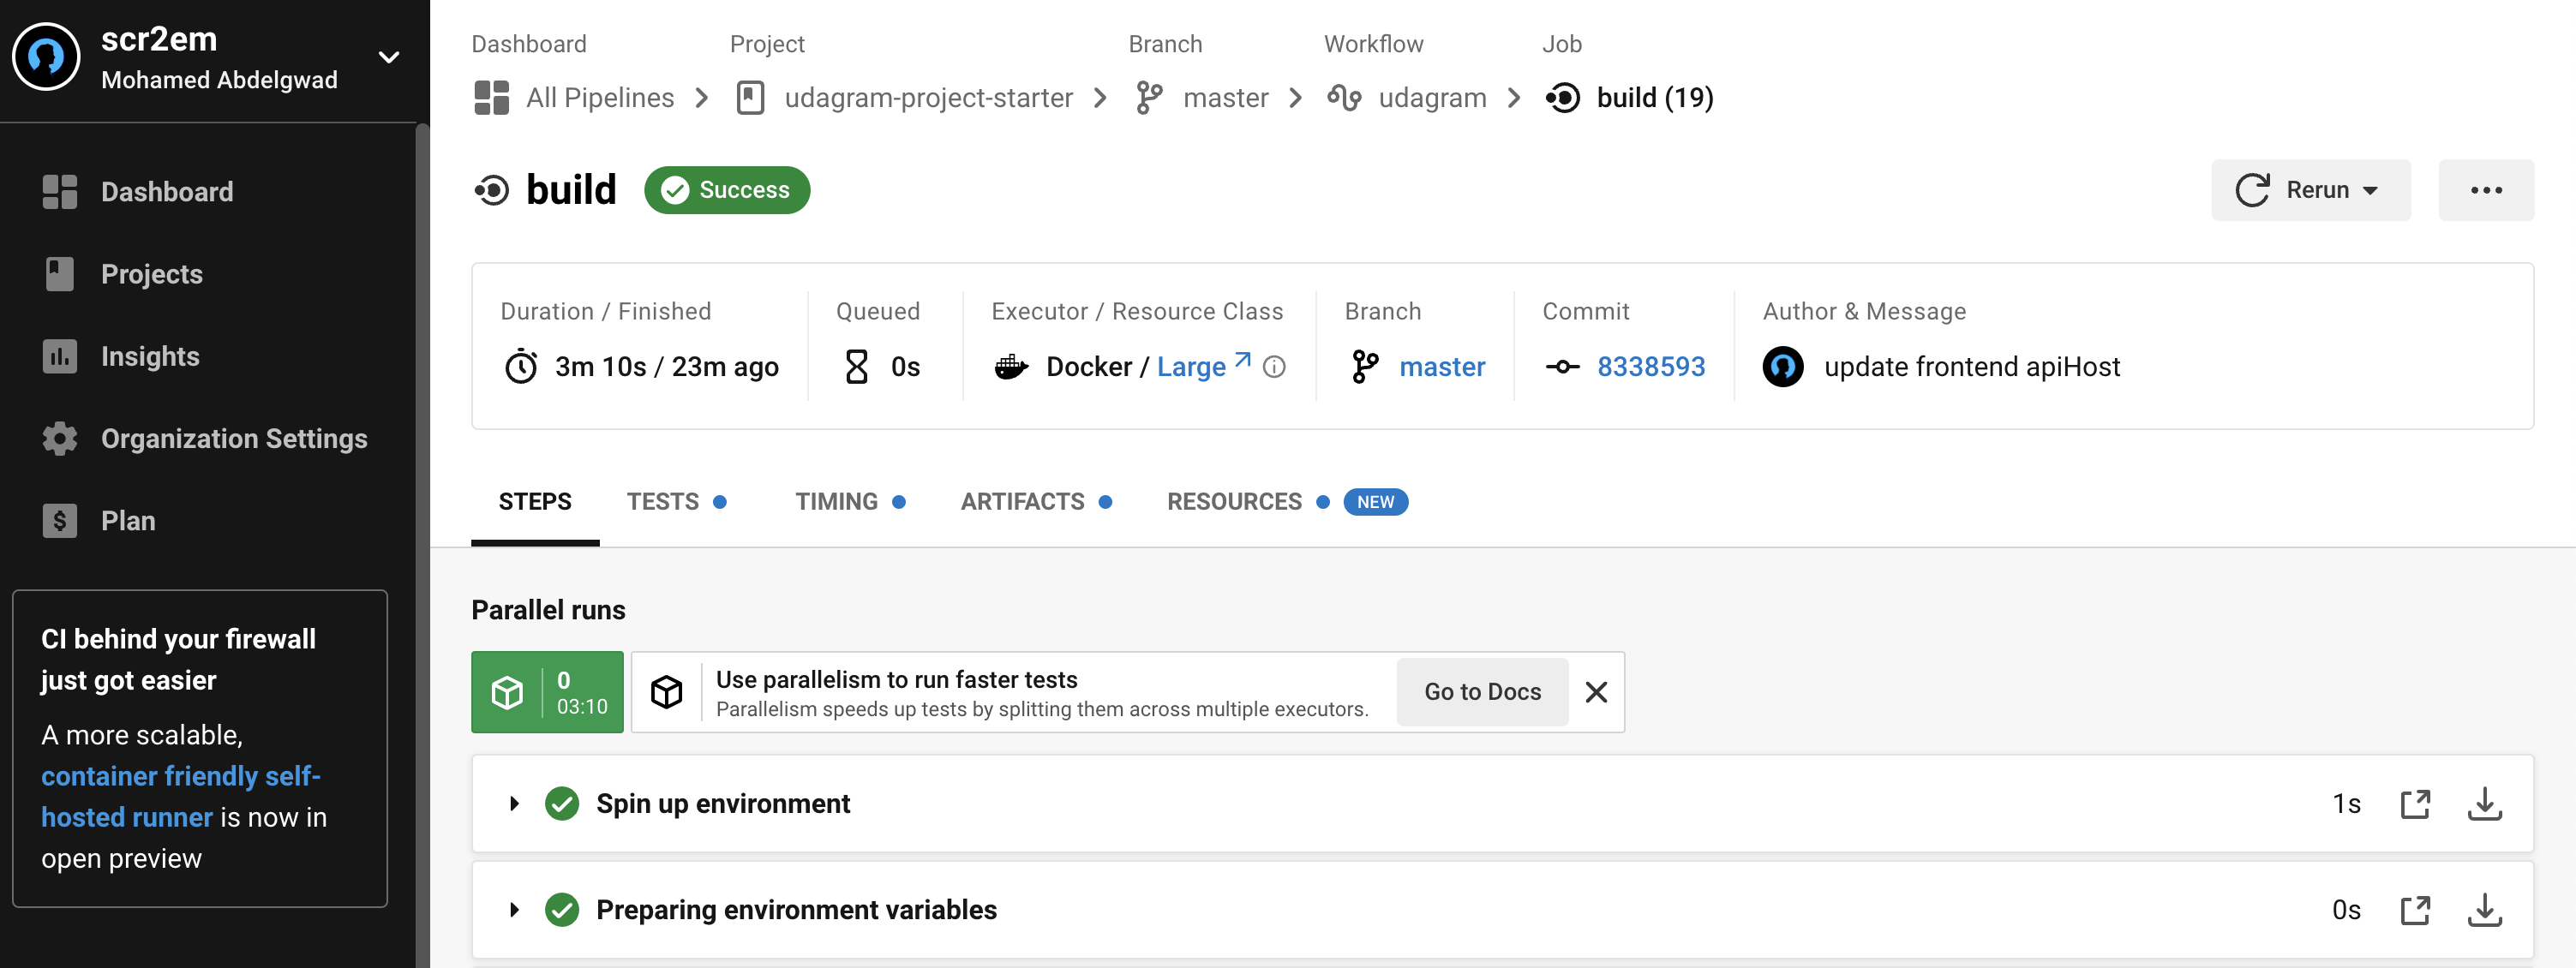 scr2em
Mohamed Abdelgwad
Dashboard
Projects
Insights
Organization Settings
Plan
CI behind your firewall
just got easier
A more scalable,
container friendly self-
hosted runner is now in
open preview
Dashboard Project Branch Workflow Job
All Pipelines udagram-project-starter master udagram build (19)
build Success Rerun
Duration / Finished Queued Executor / Resource Class Branch Commit Author & Message
3m 10s / 23m ago 0s Docker / Large master 8338593 update frontend apiHost
STEPS TESTS TIMING ARTIFACTS RESOURCES NEW
Parallel runs
0
03:10
Use parallelism to run faster tests
Parallelism speeds up tests by splitting them across multiple executors.
Go to Docs
Spin up environment 1s
Preparing environment variables 0s